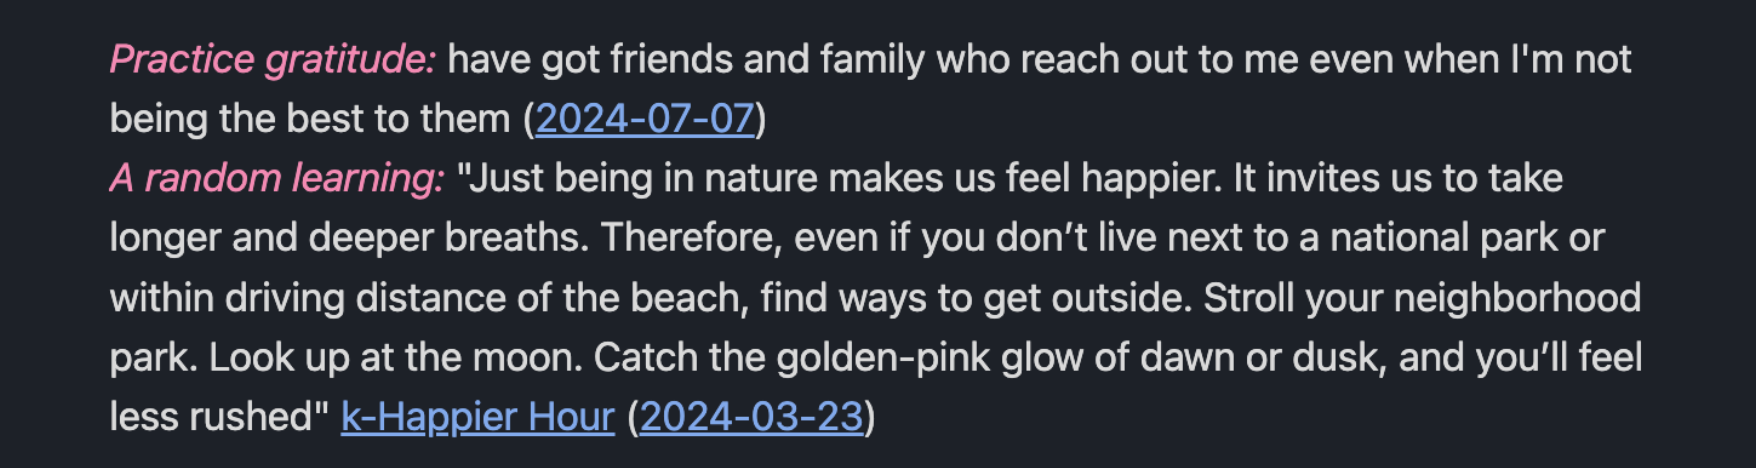 Practice gratitude: have got friends and family who reach out to me even when I'm not
being the best to them (2024-07-07)
A random learning: "Just being in nature makes us feel happier. It invites us to take
longer and deeper breaths. Therefore, even if you don’t live next to a national park or
within driving distance of the beach, find ways to get outside. Stroll your neighborhood
park. Look up at the moon. Catch the golden-pink glow of dawn or dusk, and you’ll feel
less rushed" k-Happier Hour (2024-03-23)